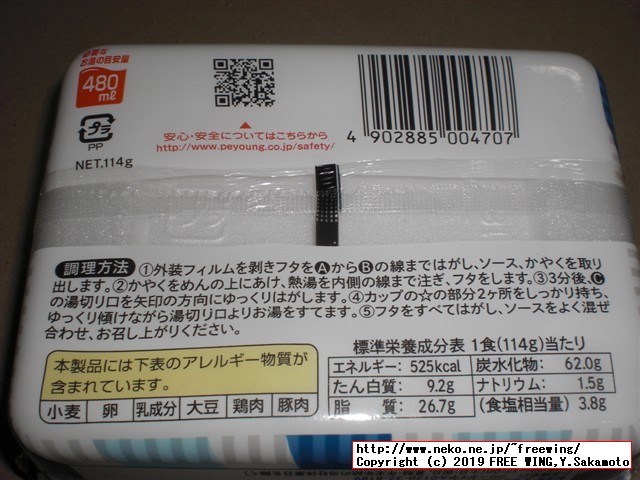 必要な
お湯の目安量
480
mℓ
プラ
PP
NET.114g
安心・安全についてはこちらから
http://www.peyoung.co.jp/safety/
4 902885 004707
調理方法 ①外装フィルムを剥きフタをⒶからⒷの線まではがし、ソース、かやくを取り
出します。②かやくをめんの上にあけ、熱湯を内側の線まで注ぎ、フタをします。③3分後、Ⓒ
の湯切り口を矢印の方向にゆっくりはがします。④カップの☆の部分2ヶ所をしっかり持ち、
ゆっくり傾けながら湯切り口よりお湯をすてます。⑤フタをすべてはがし、ソースをよく混ぜ
合わせ、お召し上がりください。
本製品には下表のアレルギー物質が
含まれています。
小麦 卵 乳成分 大豆 鶏肉 豚肉
標準栄養成分表 1食(114g)当たり
エネルギー: 525kcal 炭水化物: 62.0g
たん白質: 9.2g ナトリウム: 1.5g
脂質: 26.7g (食塩相当量) 3.8g
http://www.neko.ne.jp/~freewing/
Copyright (c) 2019 FREE WING,Y.Sakamoto